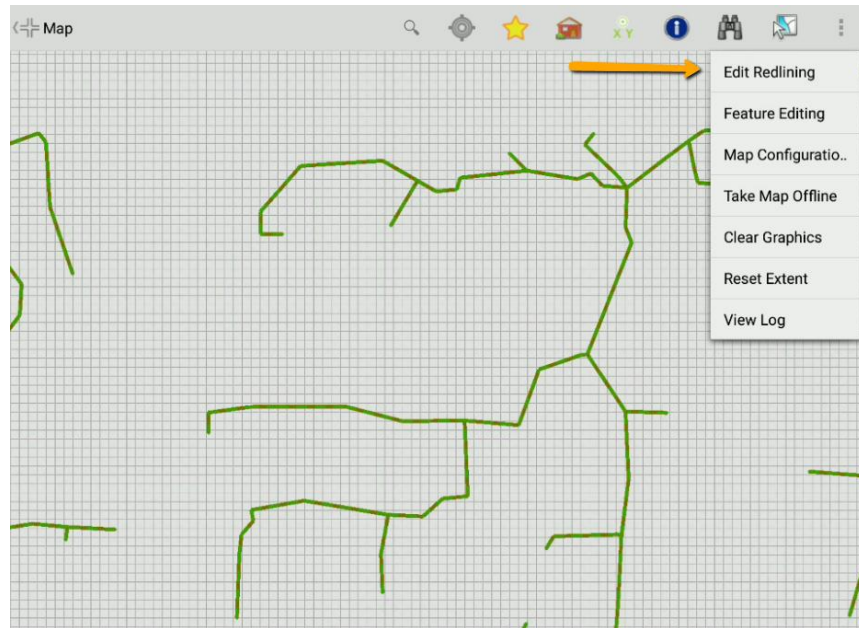 Map
X Y
Edit Redlining
Feature Editing
Map Configuratio..
Take Map Offline
Clear Graphics
Reset Extent
View Log